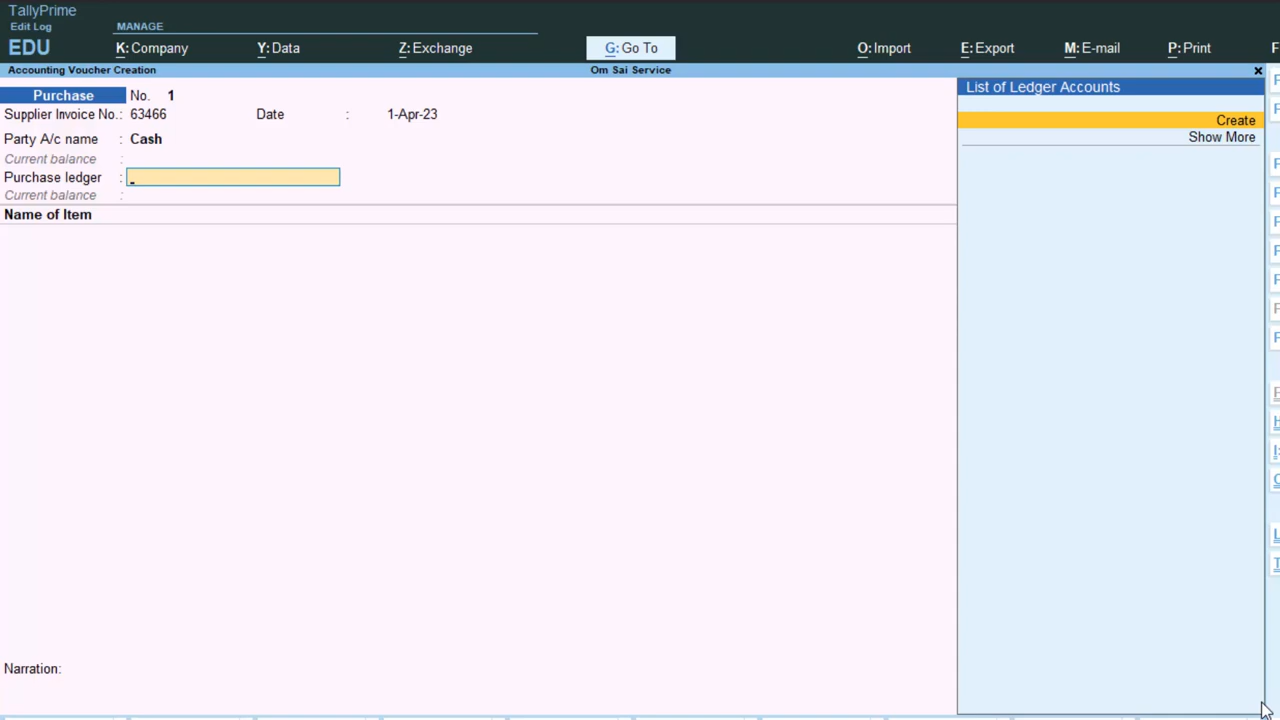 TallyPrime
Edit Log
MANAGE
EDU
K: Company
Y: Data
Z: Exchange
G: Go To
O: Import
E: Export
M: E-mail
P: Print
F
Accounting Voucher Creation
Om Sai Service
Purchase No. 1
Supplier Invoice No.: 63466 Date : 1-Apr-23
Party A/c name : Cash
Current balance :
Purchase ledger :
Current balance :
Name of Item
Narration:
List of Ledger Accounts
Create
Show More